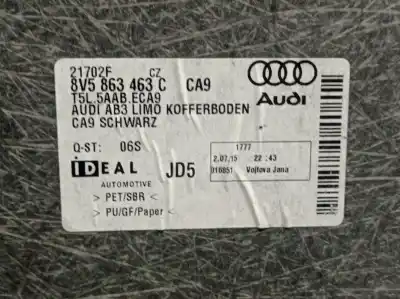 21702F CZ
8V5 863 463 C CA9
T5L.5AAB.ECA9
AUDI AB3 LIMO KOFFERBODEN
CA9 SCHWARZ
Audi
Q-ST: 06S
1777
2.07.15 22:43
016051 Vojtova Jana
IDEAL JD5
AUTOMOTIVE
> PET/SBR <
> PU/GF/Paper <